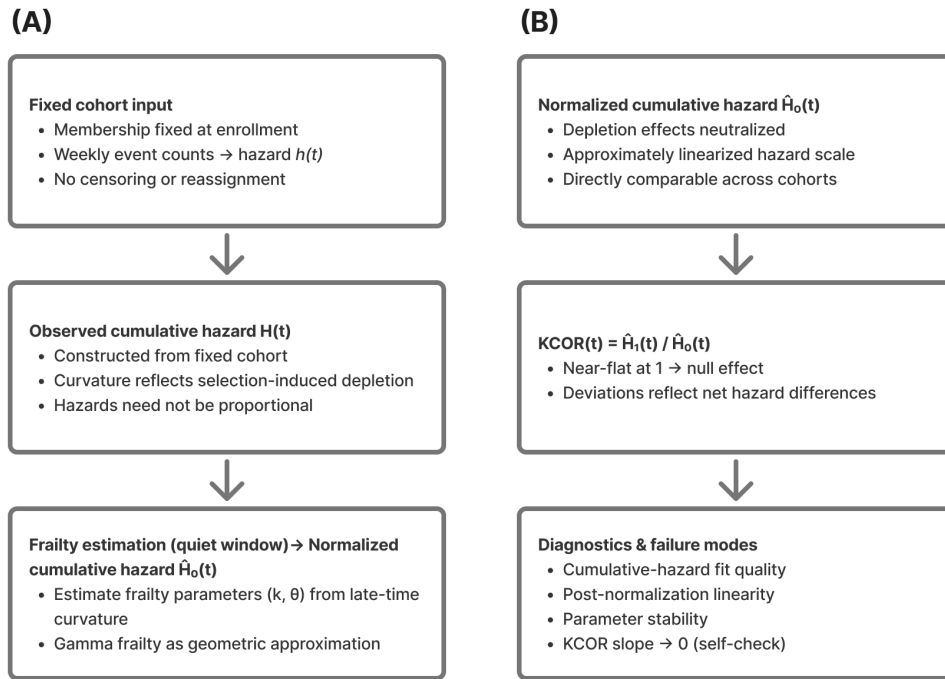 (A)
Fixed cohort input
• Membership fixed at enrollment
• Weekly event counts → hazard h(t)
• No censoring or reassignment
Observed cumulative hazard H(t)
• Constructed from fixed cohort
• Curvature reflects selection-induced depletion
• Hazards need not be proportional
Frailty estimation (quiet window)→ Normalized
cumulative hazard Ĥ₀(t)
• Estimate frailty parameters (k, θ) from late-time
curvature
• Gamma frailty as geometric approximation
(B)
Normalized cumulative hazard Ĥ₀(t)
• Depletion effects neutralized
• Approximately linearized hazard scale
• Directly comparable across cohorts
KCOR(t) = Ĥ₁(t) / Ĥ₀(t)
• Near-flat at 1 → null effect
• Deviations reflect net hazard differences
Diagnostics & failure modes
• Cumulative-hazard fit quality
• Post-normalization linearity
• Parameter stability
• KCOR slope → 0 (self-check)